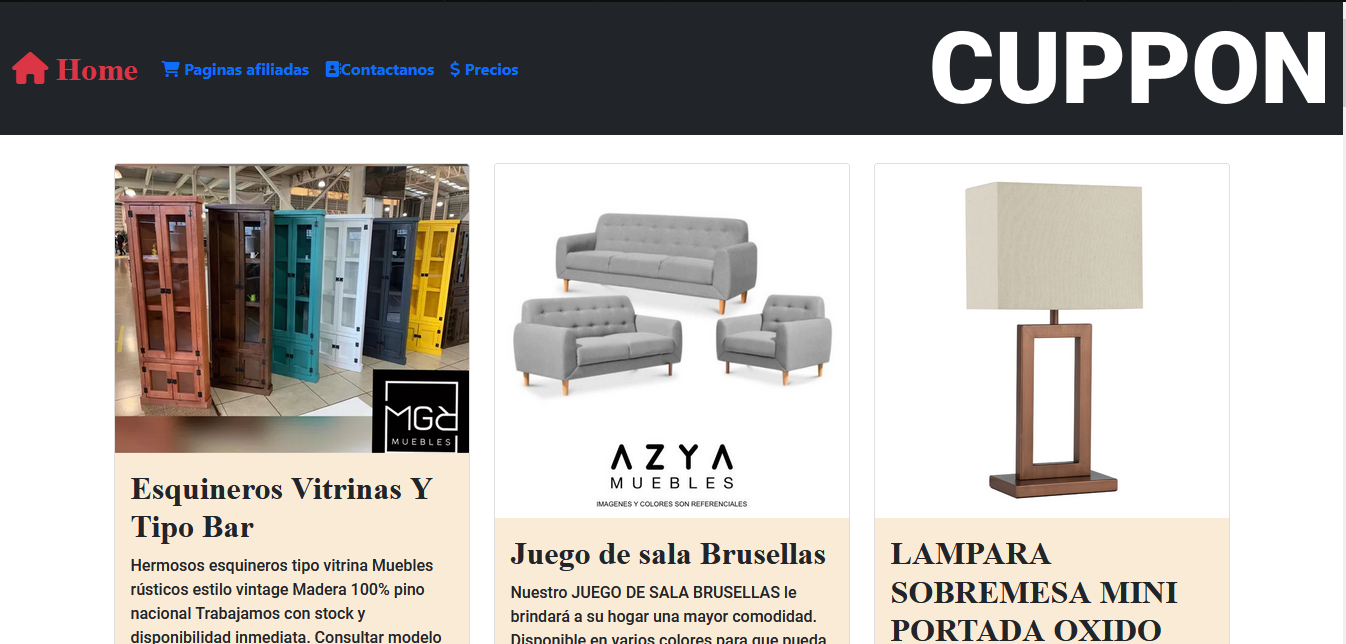 Home
Paginas afiliadas
Contactanos
Precios
CUPPON
MGR
MUEBLES
Esquineros Vitrinas Y
Tipo Bar
Hermosos esquineros tipo vitrina Muebles
rústicos estilo vintage Madera 100% pino
nacional Trabajamos con stock y
disponibilidad inmediata. Consultar modelo
AZYA
MUEBLES
IMAGENES Y COLORES SON REFERENCIALES
Juego de sala Brusellas
Nuestro JUEGO DE SALA BRUSELLAS le
brindará a su hogar una mayor comodidad.
Disponible en varios colores para que pueda
LAMPARA
SOBREMESA MINI
PORTADA OXIDO